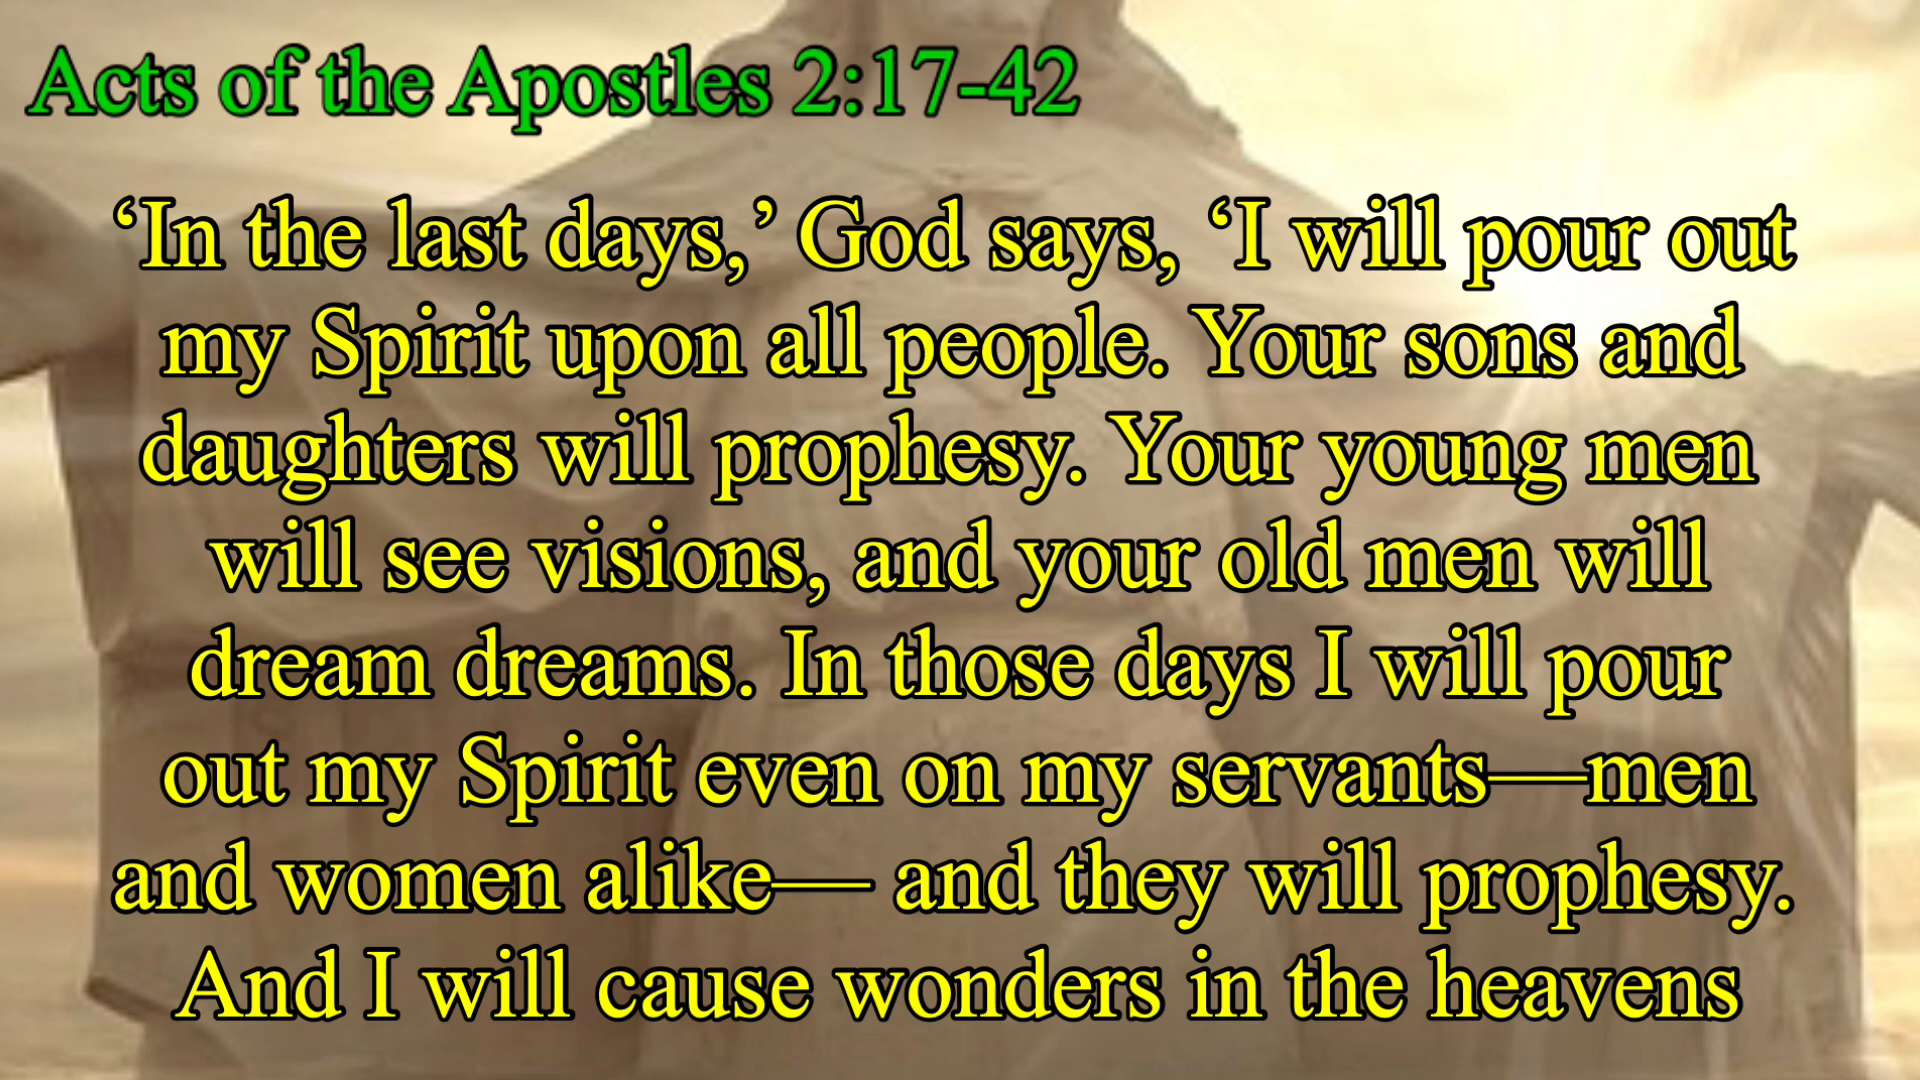 Acts of the Apostles 2:17-42
‘In the last days,’ God says, ‘I will pour out
my Spirit upon all people. Your sons and
daughters will prophesy. Your young men
will see visions, and your old men will
dream dreams. In those days I will pour
out my Spirit even on my servants—men
and women alike— and they will prophesy.
And I will cause wonders in the heavens